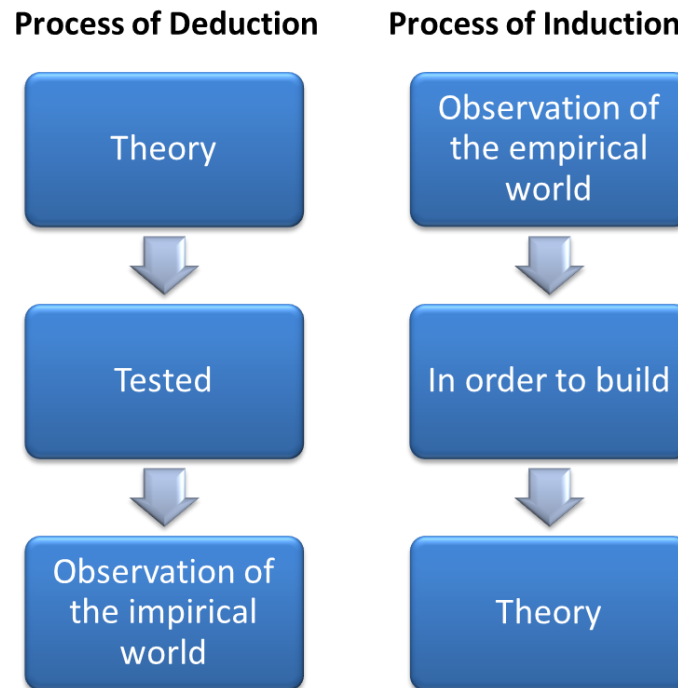 Process of Deduction
Theory
Tested
Observation of
the impirical
world
Process of Induction
Observation of
the empirical
world
In order to build
Theory